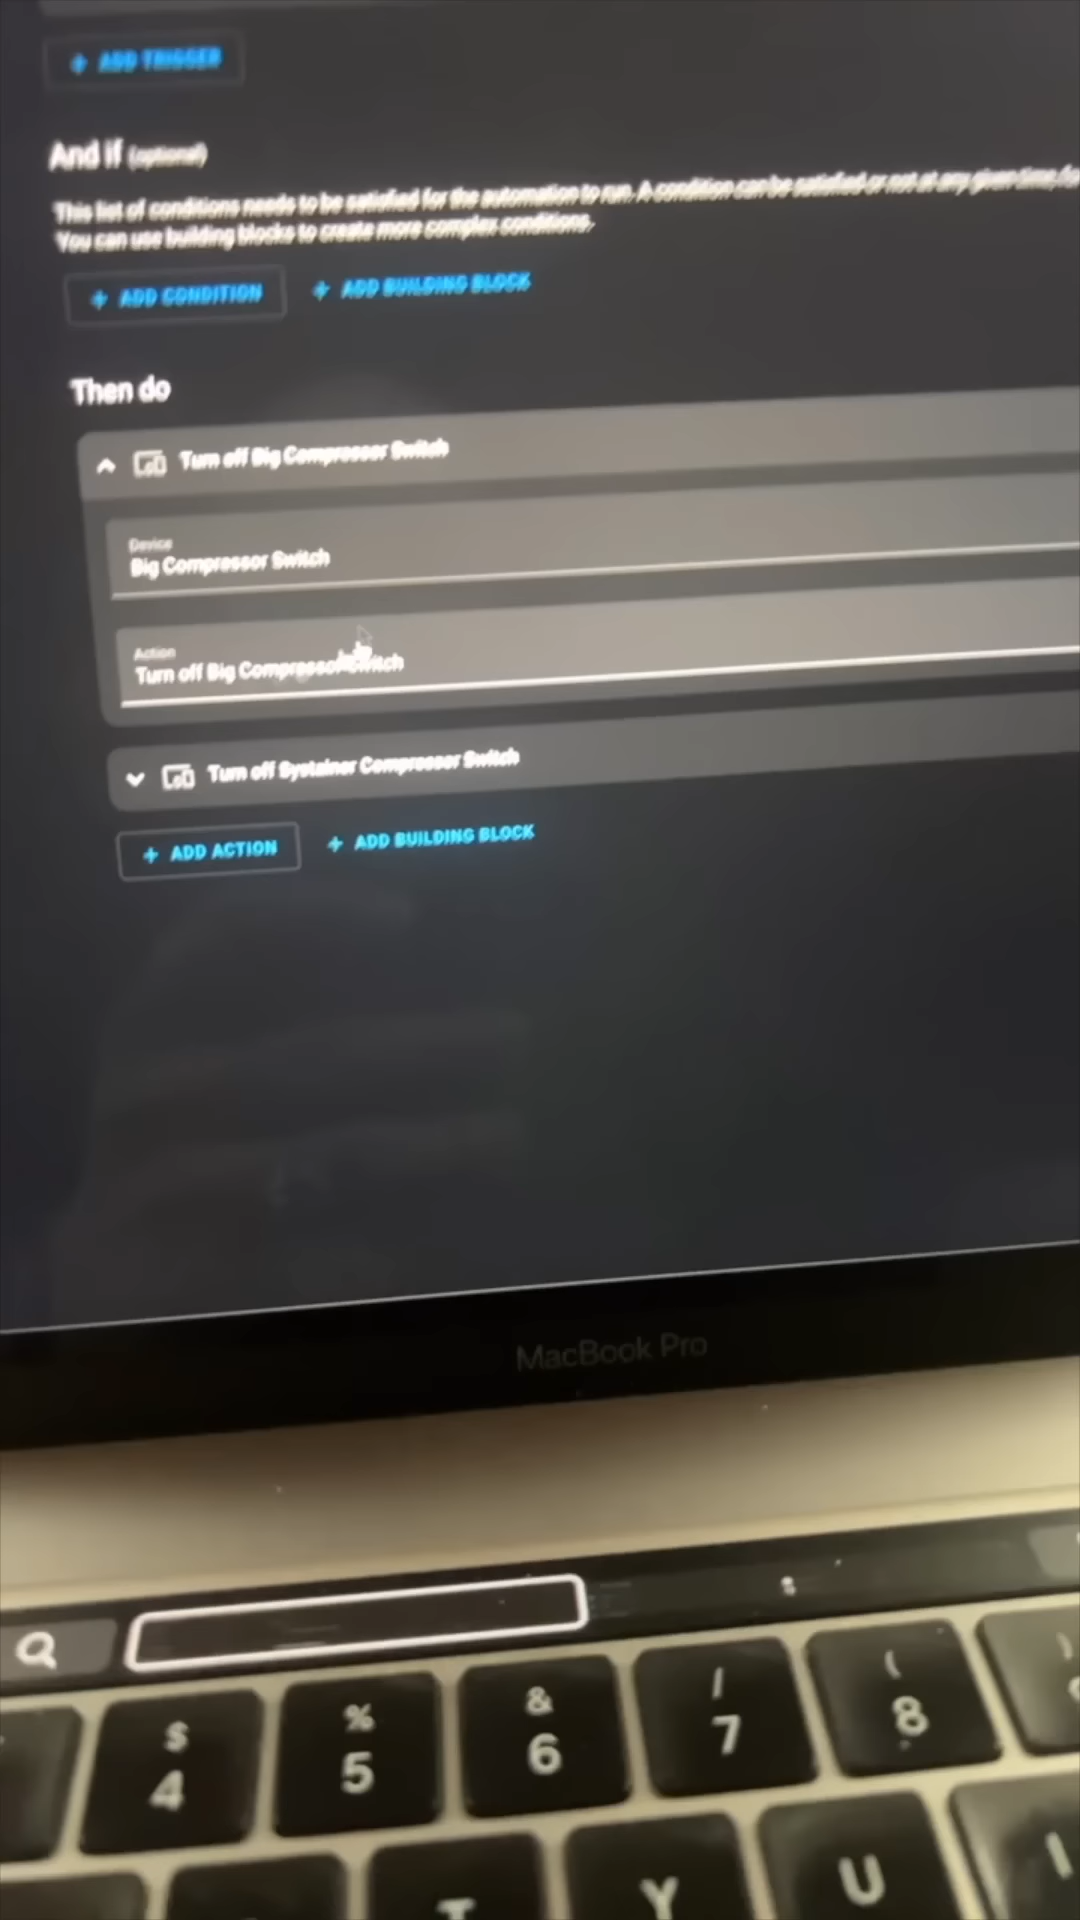 + ADD TRIGGER
And if (optional)
This list of conditions needs to be satisfied for the automation to run. A condition can be satisfied or not at any given time, fo
You can use building blocks to create more complex conditions.
+ ADD CONDITION + ADD BUILDING BLOCK
Then do
Turn off Big Compressor Switch
Device
Big Compressor Switch
Action
Turn off Big Compressor Switch
Turn off Systainer Compressor Switch
+ ADD ACTION + ADD BUILDING BLOCK
MacBook Pro
$ % & / ( )
4 5 6 7 8
T Y U I